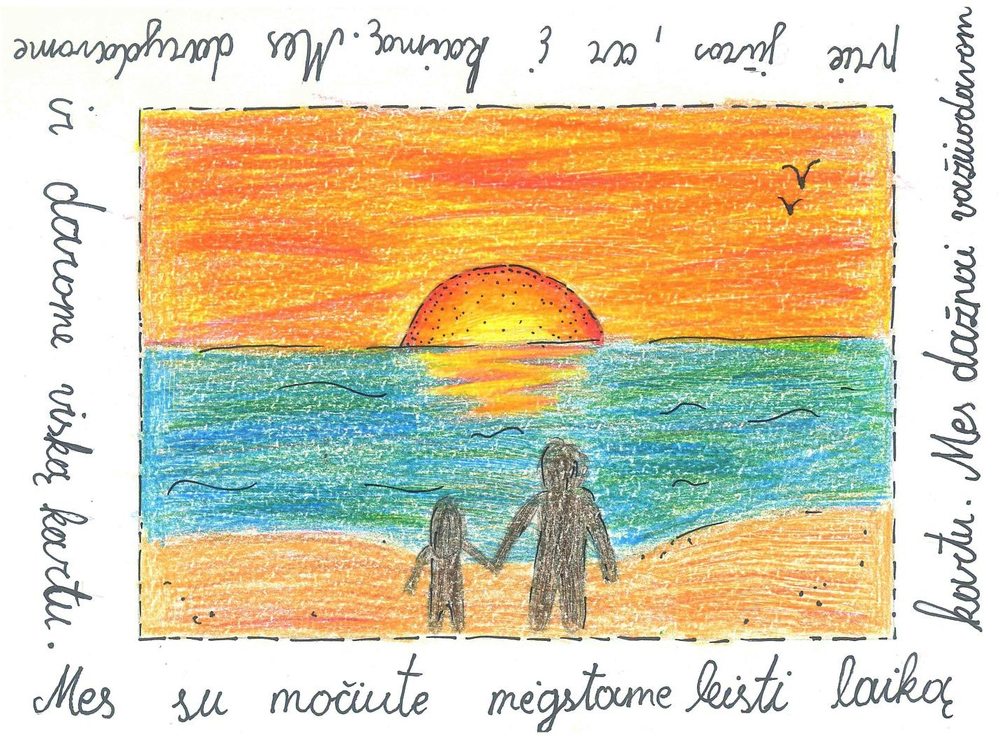 Mes su močiute mėgstame leisti laiką
kartu. Mes dažnai važiuodavom
prie jūros, ar į kaimą. Mes darydavome
ir darome viską kartu.